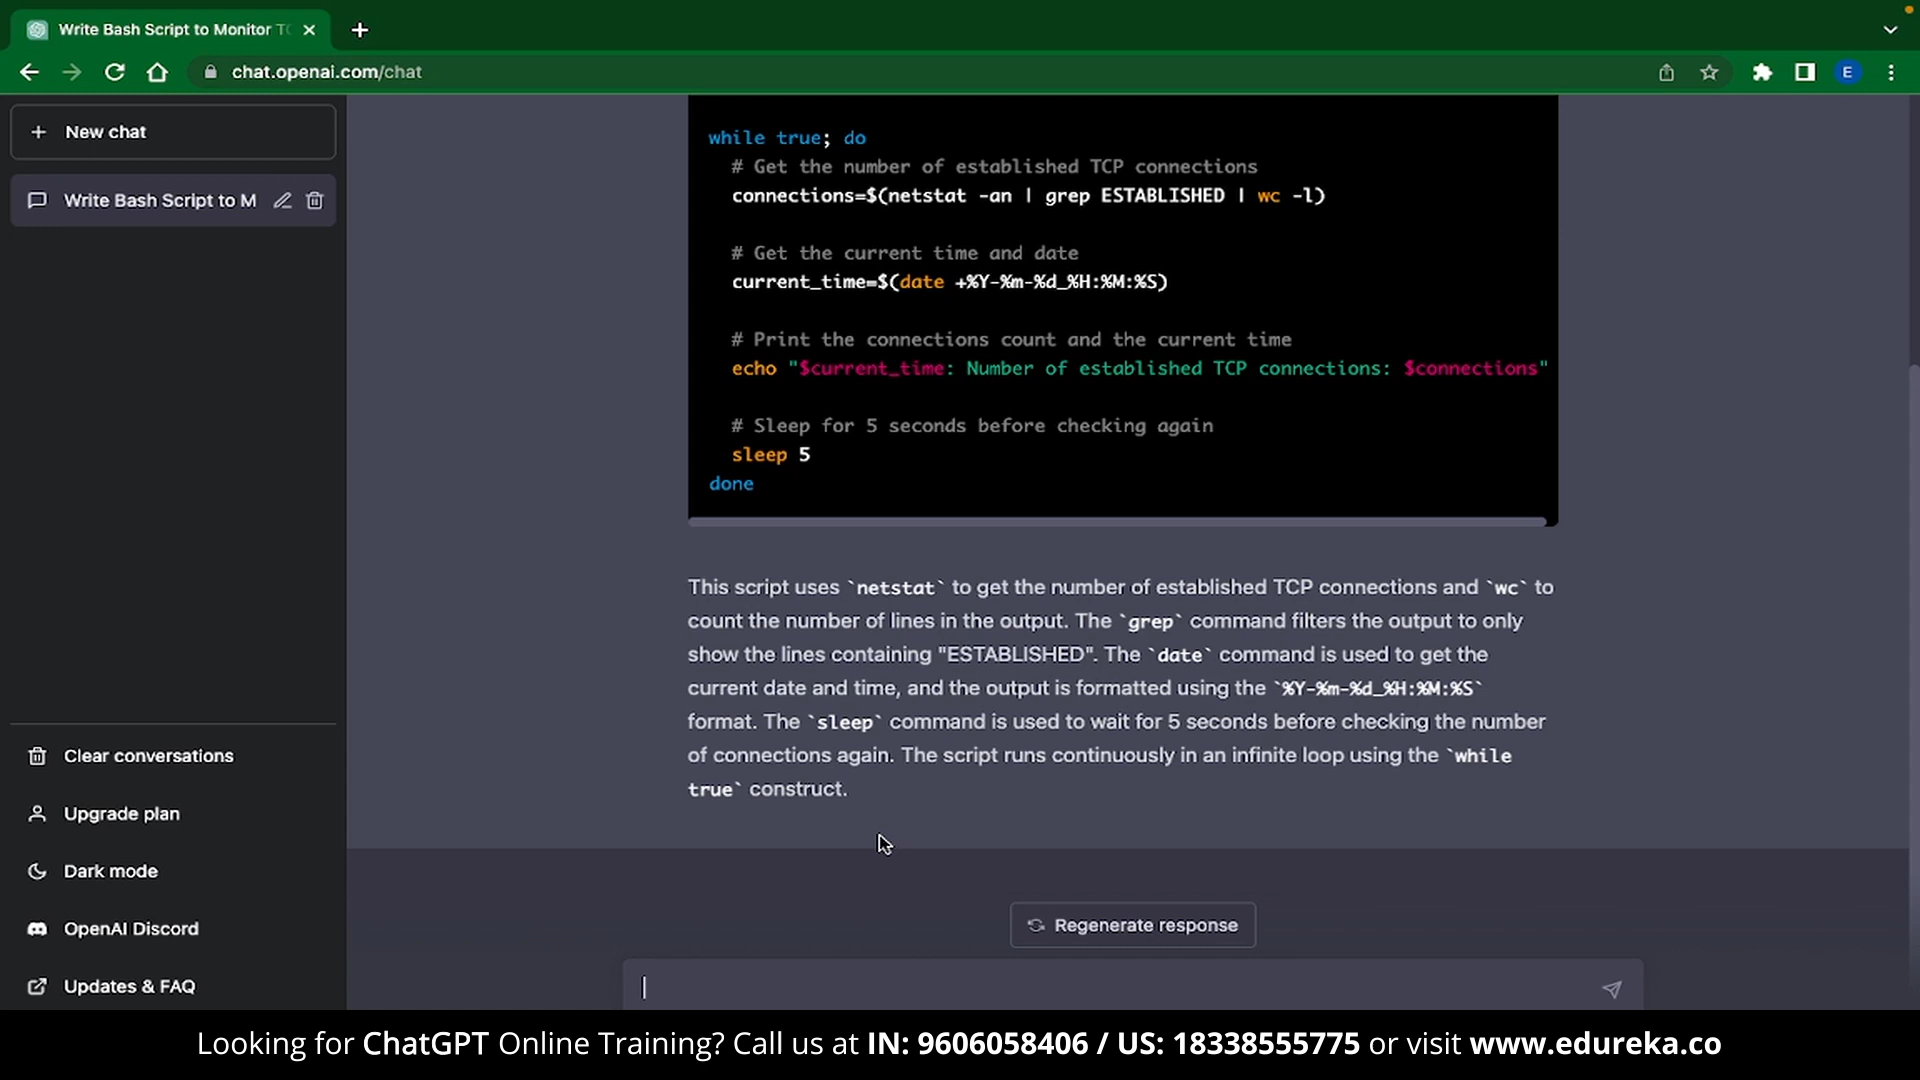 Write Bash Script to Monitor TC
chat.openai.com/chat
E
New chat
Write Bash Script to M
while true; do
# Get the number of established TCP connections
connections=$(netstat -an | grep ESTABLISHED | wc -l)
# Get the current time and date
current_time=$(date +%Y-%m-%d_%H:%M:%S)
# Print the connections count and the current time
echo "$current_time: Number of established TCP connections: $connections"
# Sleep for 5 seconds before checking again
sleep 5
done
This script uses `netstat` to get the number of established TCP connections and `wc` to
count the number of lines in the output. The `grep` command filters the output to only
show the lines containing "ESTABLISHED". The `date` command is used to get the
current date and time, and the output is formatted using the `%Y-%m-%d_%H:%M:%S`
format. The `sleep` command is used to wait for 5 seconds before checking the number
of connections again. The script runs continuously in an infinite loop using the `while
true` construct.
Clear conversations
Upgrade plan
Dark mode
OpenAI Discord
Updates & FAQ
Regenerate response
Looking for ChatGPT Online Training? Call us at IN: 9606058406 / US: 18338555775 or visit www.edureka.co